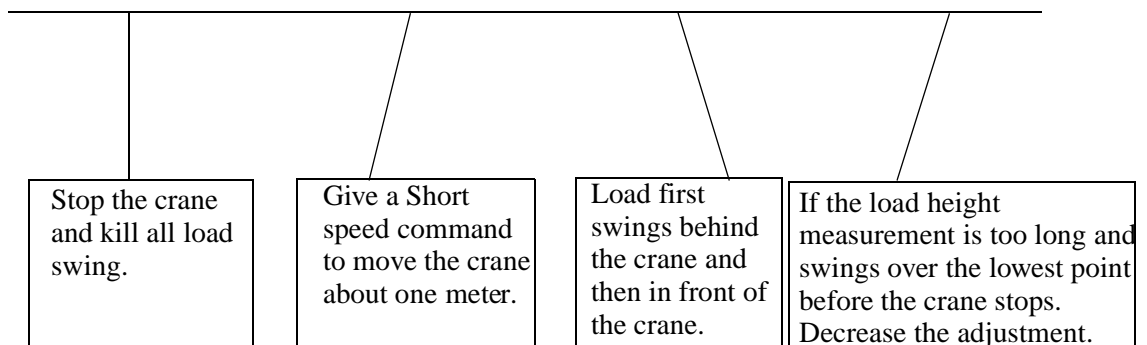 Stop the crane
and kill all load
swing.
Give a Short
speed command
to move the crane
about one meter.
Load first
swings behind
the crane and
then in front of
the crane.
If the load height
measurement is too long and
swings over the lowest point
before the crane stops.
Decrease the adjustment.